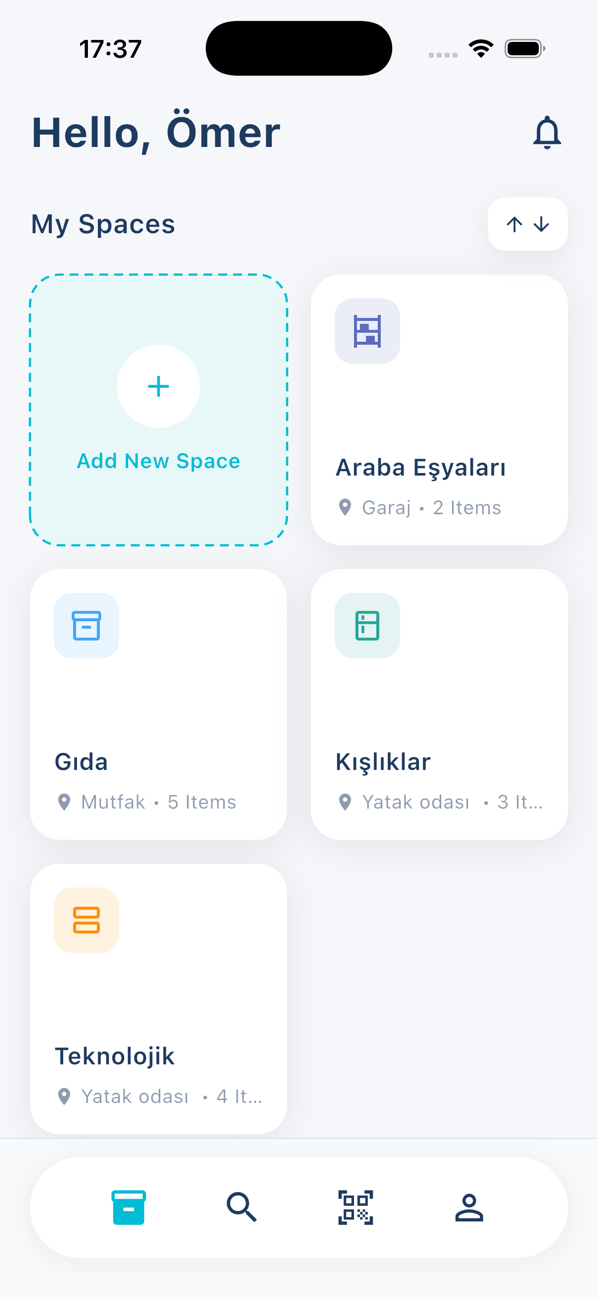 17:37
Hello, Ömer
My Spaces
Add New Space
Araba Eşyaları
Garaj • 2 Items
Gıda
Mutfak • 5 Items
Kışlıklar
Yatak odası • 3 It...
Teknolojik
Yatak odası • 4 It...